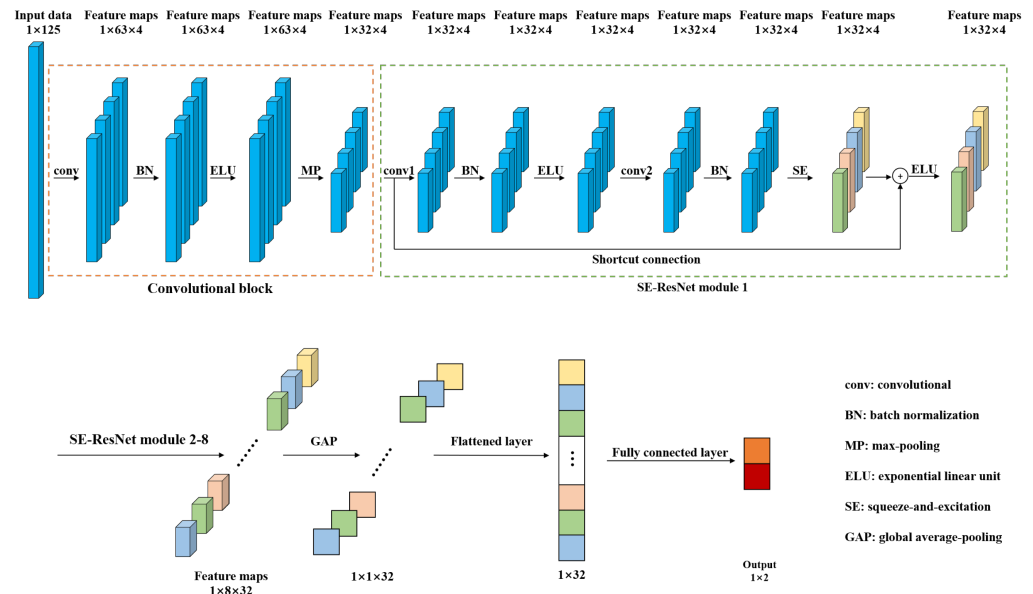 Input data Feature maps Feature maps Feature maps Feature maps Feature maps Feature maps Feature maps Feature maps Feature maps Feature maps Feature maps
1×125 1×63×4 1×63×4 1×63×4 1×32×4 1×32×4 1×32×4 1×32×4 1×32×4 1×32×4 1×32×4 1×32×4
conv BN ELU MP conv1 BN ELU conv2 BN SE + ELU
Shortcut connection
Convolutional block
SE-ResNet module 1
SE-ResNet module 2-8
GAP
Flattened layer
Fully connected layer
Feature maps
1×8×32
1×1×32
1×32
Output
1×2
conv: convolutional
BN: batch normalization
MP: max-pooling
ELU: exponential linear unit
SE: squeeze-and-excitation
GAP: global average-pooling